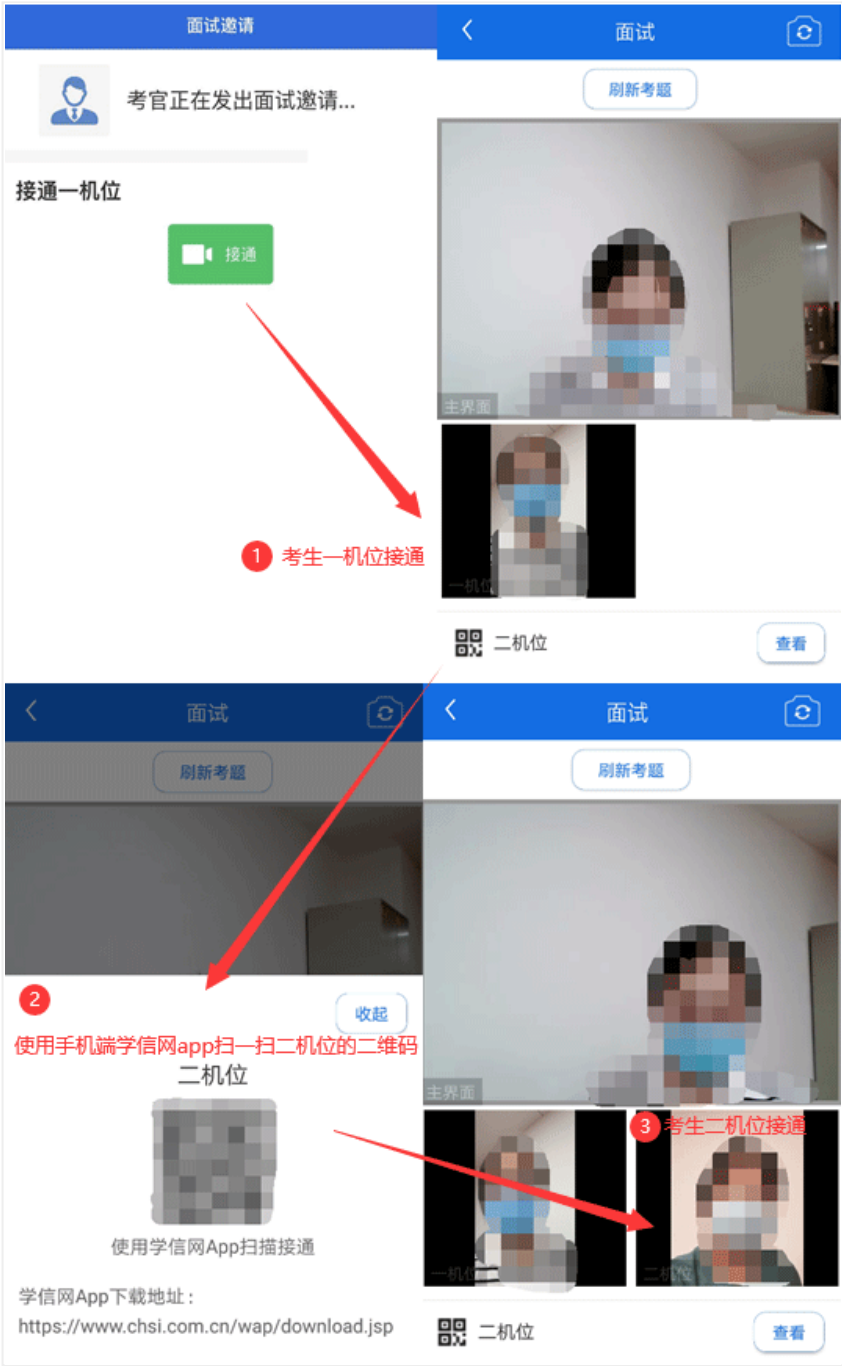 面试邀请
考官正在发出面试邀请...
接通一机位
接通
1 考生一机位接通
面试
刷新考题
主界面
一机位
二机位
查看
面试
刷新考题
2
收起
使用手机端学信网app扫一扫二机位的二维码
二机位
使用学信网App扫描接通
学信网App下载地址：
https://www.chsi.com.cn/wap/download.jsp
面试
刷新考题
主界面
3 考生二机位接通
一机位
二机位
二机位
查看